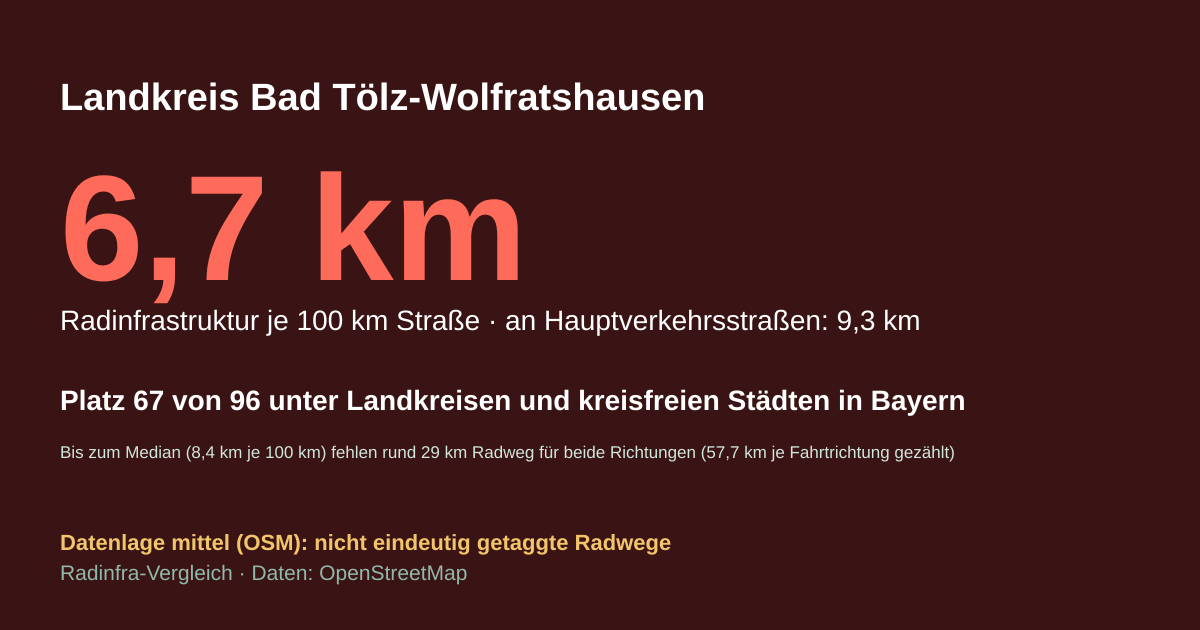 Landkreis Bad Tölz-Wolfratshausen
6,7 km
Radinfrastruktur je 100 km Straße · an Hauptverkehrsstraßen: 9,3 km
Platz 67 von 96 unter Landkreisen und kreisfreien Städten in Bayern
Bis zum Median (8,4 km je 100 km) fehlen rund 29 km Radweg für beide Richtungen (57,7 km je Fahrtrichtung gezählt)
Datenlage mittel (OSM): nicht eindeutig getaggte Radwege
Radinfra-Vergleich · Daten: OpenStreetMap